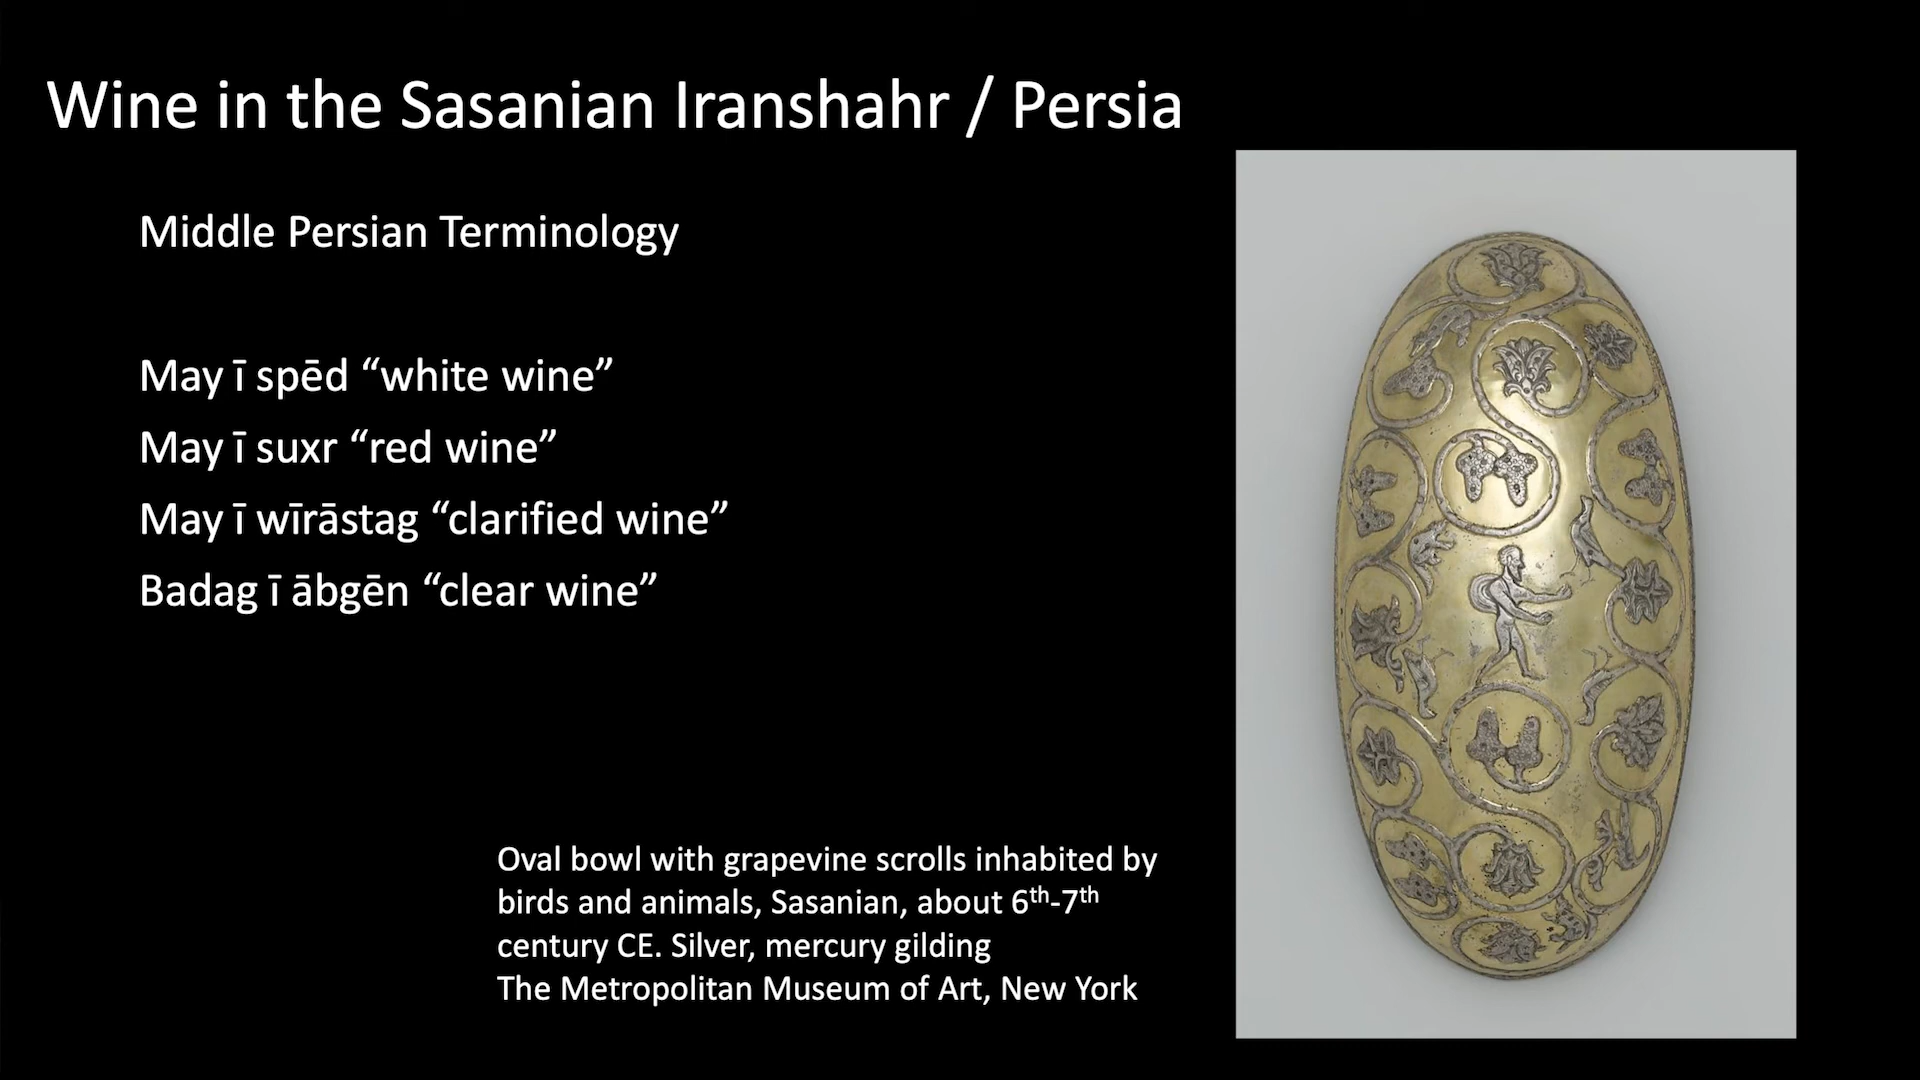 Wine in the Sasanian Iranshahr / Persia
Middle Persian Terminology
May ī spēd “white wine”
May ī suxr “red wine”
May ī wīrāstag “clarified wine”
Badag ī ābgēn “clear wine”
Oval bowl with grapevine scrolls inhabited by
birds and animals, Sasanian, about 6th-7th
century CE. Silver, mercury gilding
The Metropolitan Museum of Art, New York